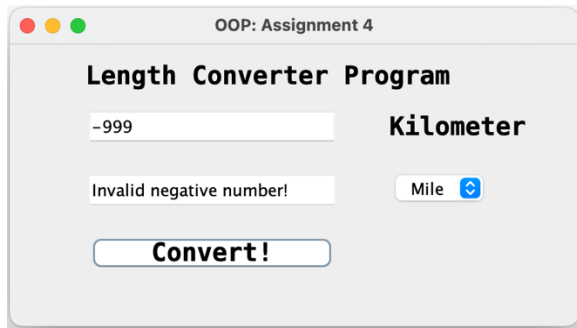 OOP: Assignment 4
Length Converter Program
-999
Kilometer
Invalid negative number!
Mile
Convert!